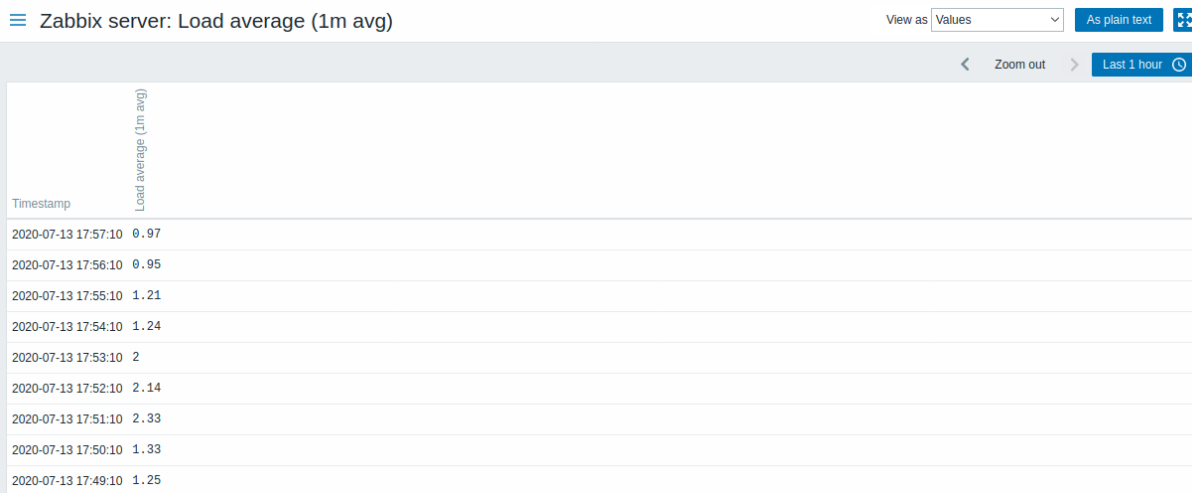 Zabbix server: Load average (1m avg)
View as Values As plain text
Zoom out Last 1 hour
Load average (1m avg)
Timestamp
2020-07-13 17:57:10 0.97
2020-07-13 17:56:10 0.95
2020-07-13 17:55:10 1.21
2020-07-13 17:54:10 1.24
2020-07-13 17:53:10 2
2020-07-13 17:52:10 2.14
2020-07-13 17:51:10 2.33
2020-07-13 17:50:10 1.33
2020-07-13 17:49:10 1.25